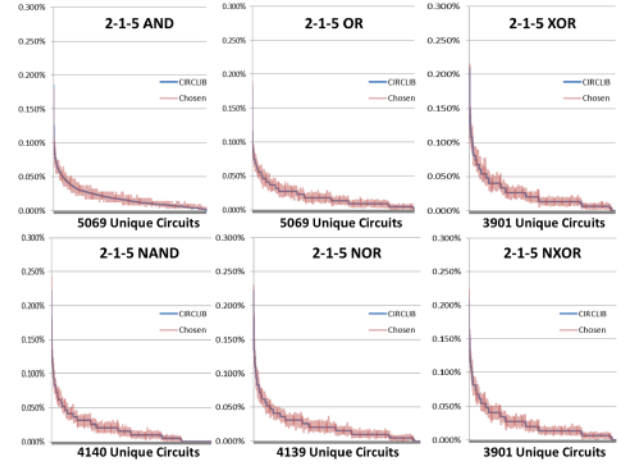 2-1-5 AND
0.300%
0.250%
0.200%
0.150%
0.100%
0.050%
0.000%
CIRCLIB
Chosen
5069 Unique Circuits
2-1-5 OR
0.300%
0.250%
0.200%
0.150%
0.100%
0.050%
0.000%
CIRCLIB
Chosen
5069 Unique Circuits
2-1-5 XOR
0.300%
0.250%
0.200%
0.150%
0.100%
0.050%
0.000%
CIRCLIB
Chosen
3901 Unique Circuits
2-1-5 NAND
0.300%
0.250%
0.200%
0.150%
0.100%
0.050%
0.000%
CIRCLIB
Chosen
4140 Unique Circuits
2-1-5 NOR
0.300%
0.250%
0.200%
0.150%
0.100%
0.050%
0.000%
CIRCLIB
Chosen
4139 Unique Circuits
2-1-5 NXOR
0.300%
0.250%
0.200%
0.150%
0.100%
0.050%
0.000%
CIRCLIB
Chosen
3901 Unique Circuits